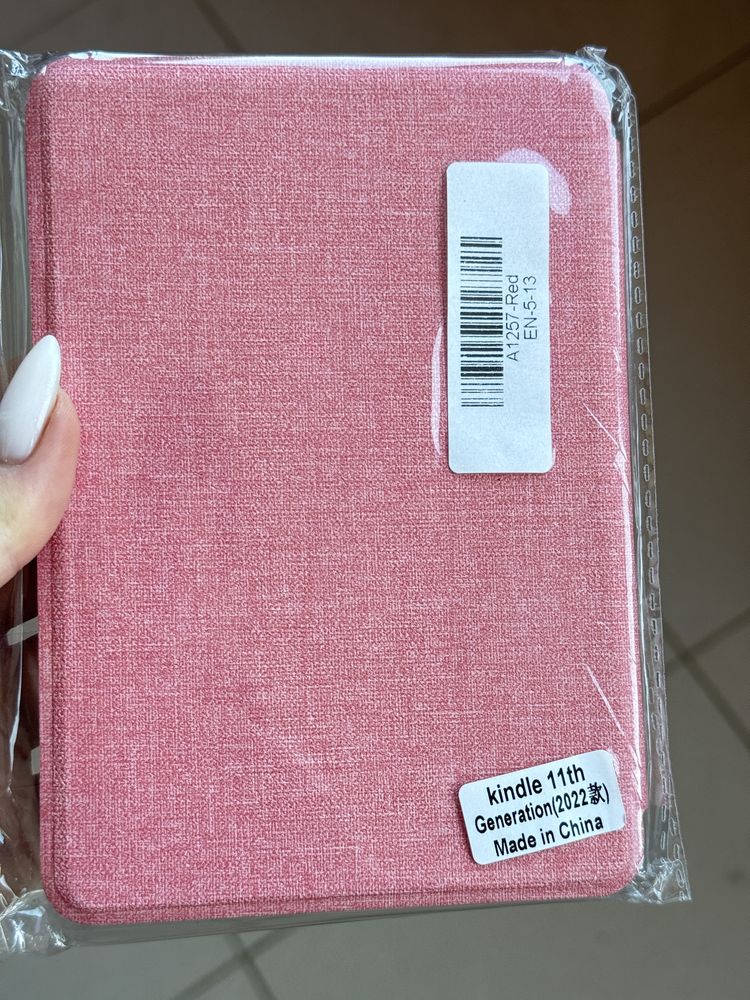 A1257-Red
EN-5-13
kindle 11th
Generation(2022款)
Made in China